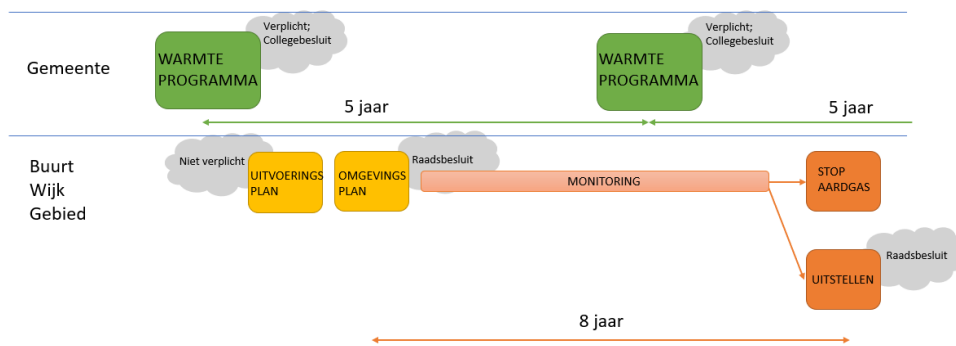 Gemeente
WARMTE
PROGRAMMA
Verplicht;
Collegebesluit
WARMTE
PROGRAMMA
Verplicht;
Collegebesluit
5 jaar
5 jaar
Buurt
Wijk
Gebied
Niet verplicht
UITVOERINGS
PLAN
OMGEVINGS
PLAN
Raadsbesluit
MONITORING
STOP
AARDGAS
UITSTELLEN
Raadsbesluit
8 jaar